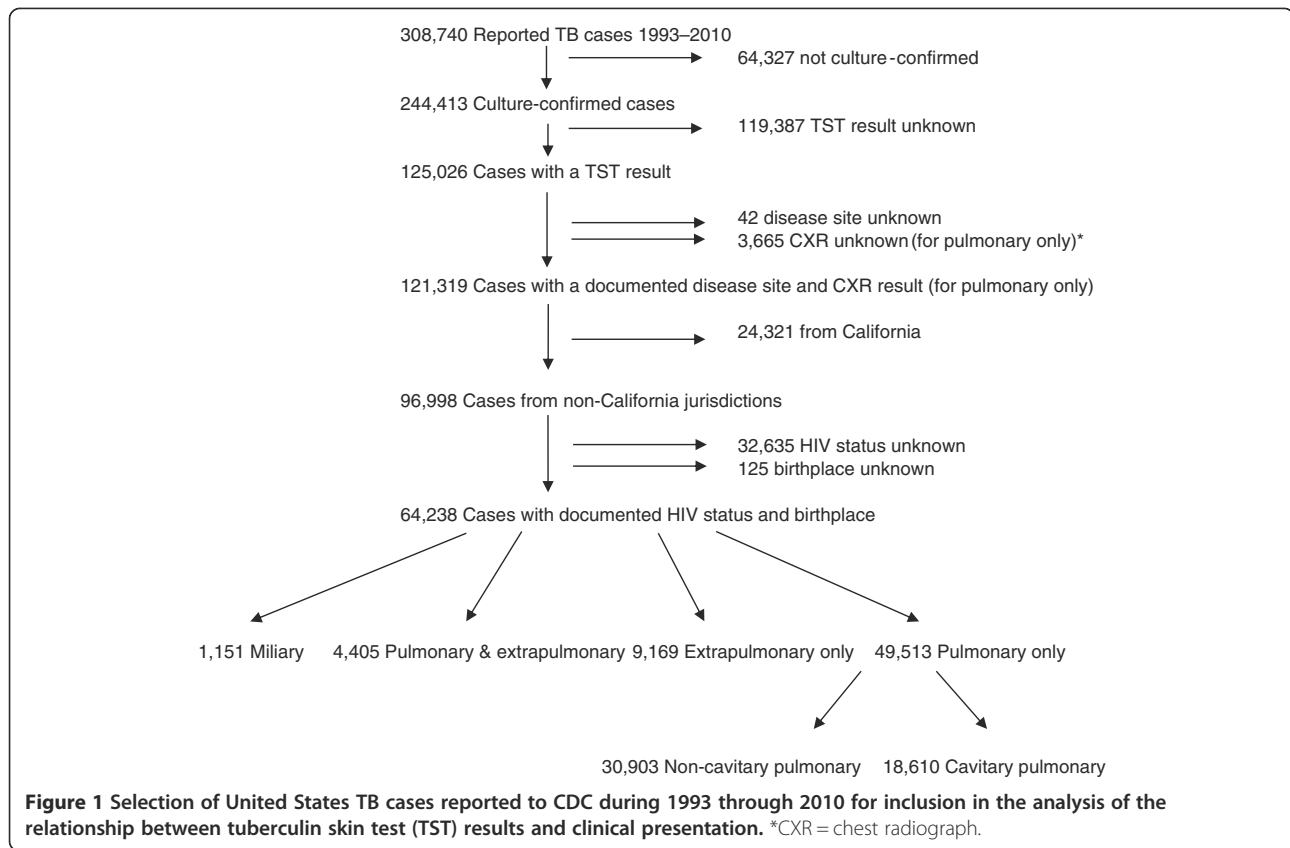 308,740 Reported TB cases 1993–2010
64,327 not culture-confirmed
244,413 Culture-confirmed cases
119,387 TST result unknown
125,026 Cases with a TST result
42 disease site unknown
3,665 CXR unknown (for pulmonary only)*
121,319 Cases with a documented disease site and CXR result (for pulmonary only)
24,321 from California
96,998 Cases from non-California jurisdictions
32,635 HIV status unknown
125 birthplace unknown
64,238 Cases with documented HIV status and birthplace
1,151 Miliary 4,405 Pulmonary & extrapulmonary 9,169 Extrapulmonary only 49,513 Pulmonary only
30,903 Non-cavitary pulmonary 18,610 Cavitary pulmonary
Figure 1 Selection of United States TB cases reported to CDC during 1993 through 2010 for inclusion in the analysis of the
relationship between tuberculin skin test (TST) results and clinical presentation. *CXR = chest radiograph.